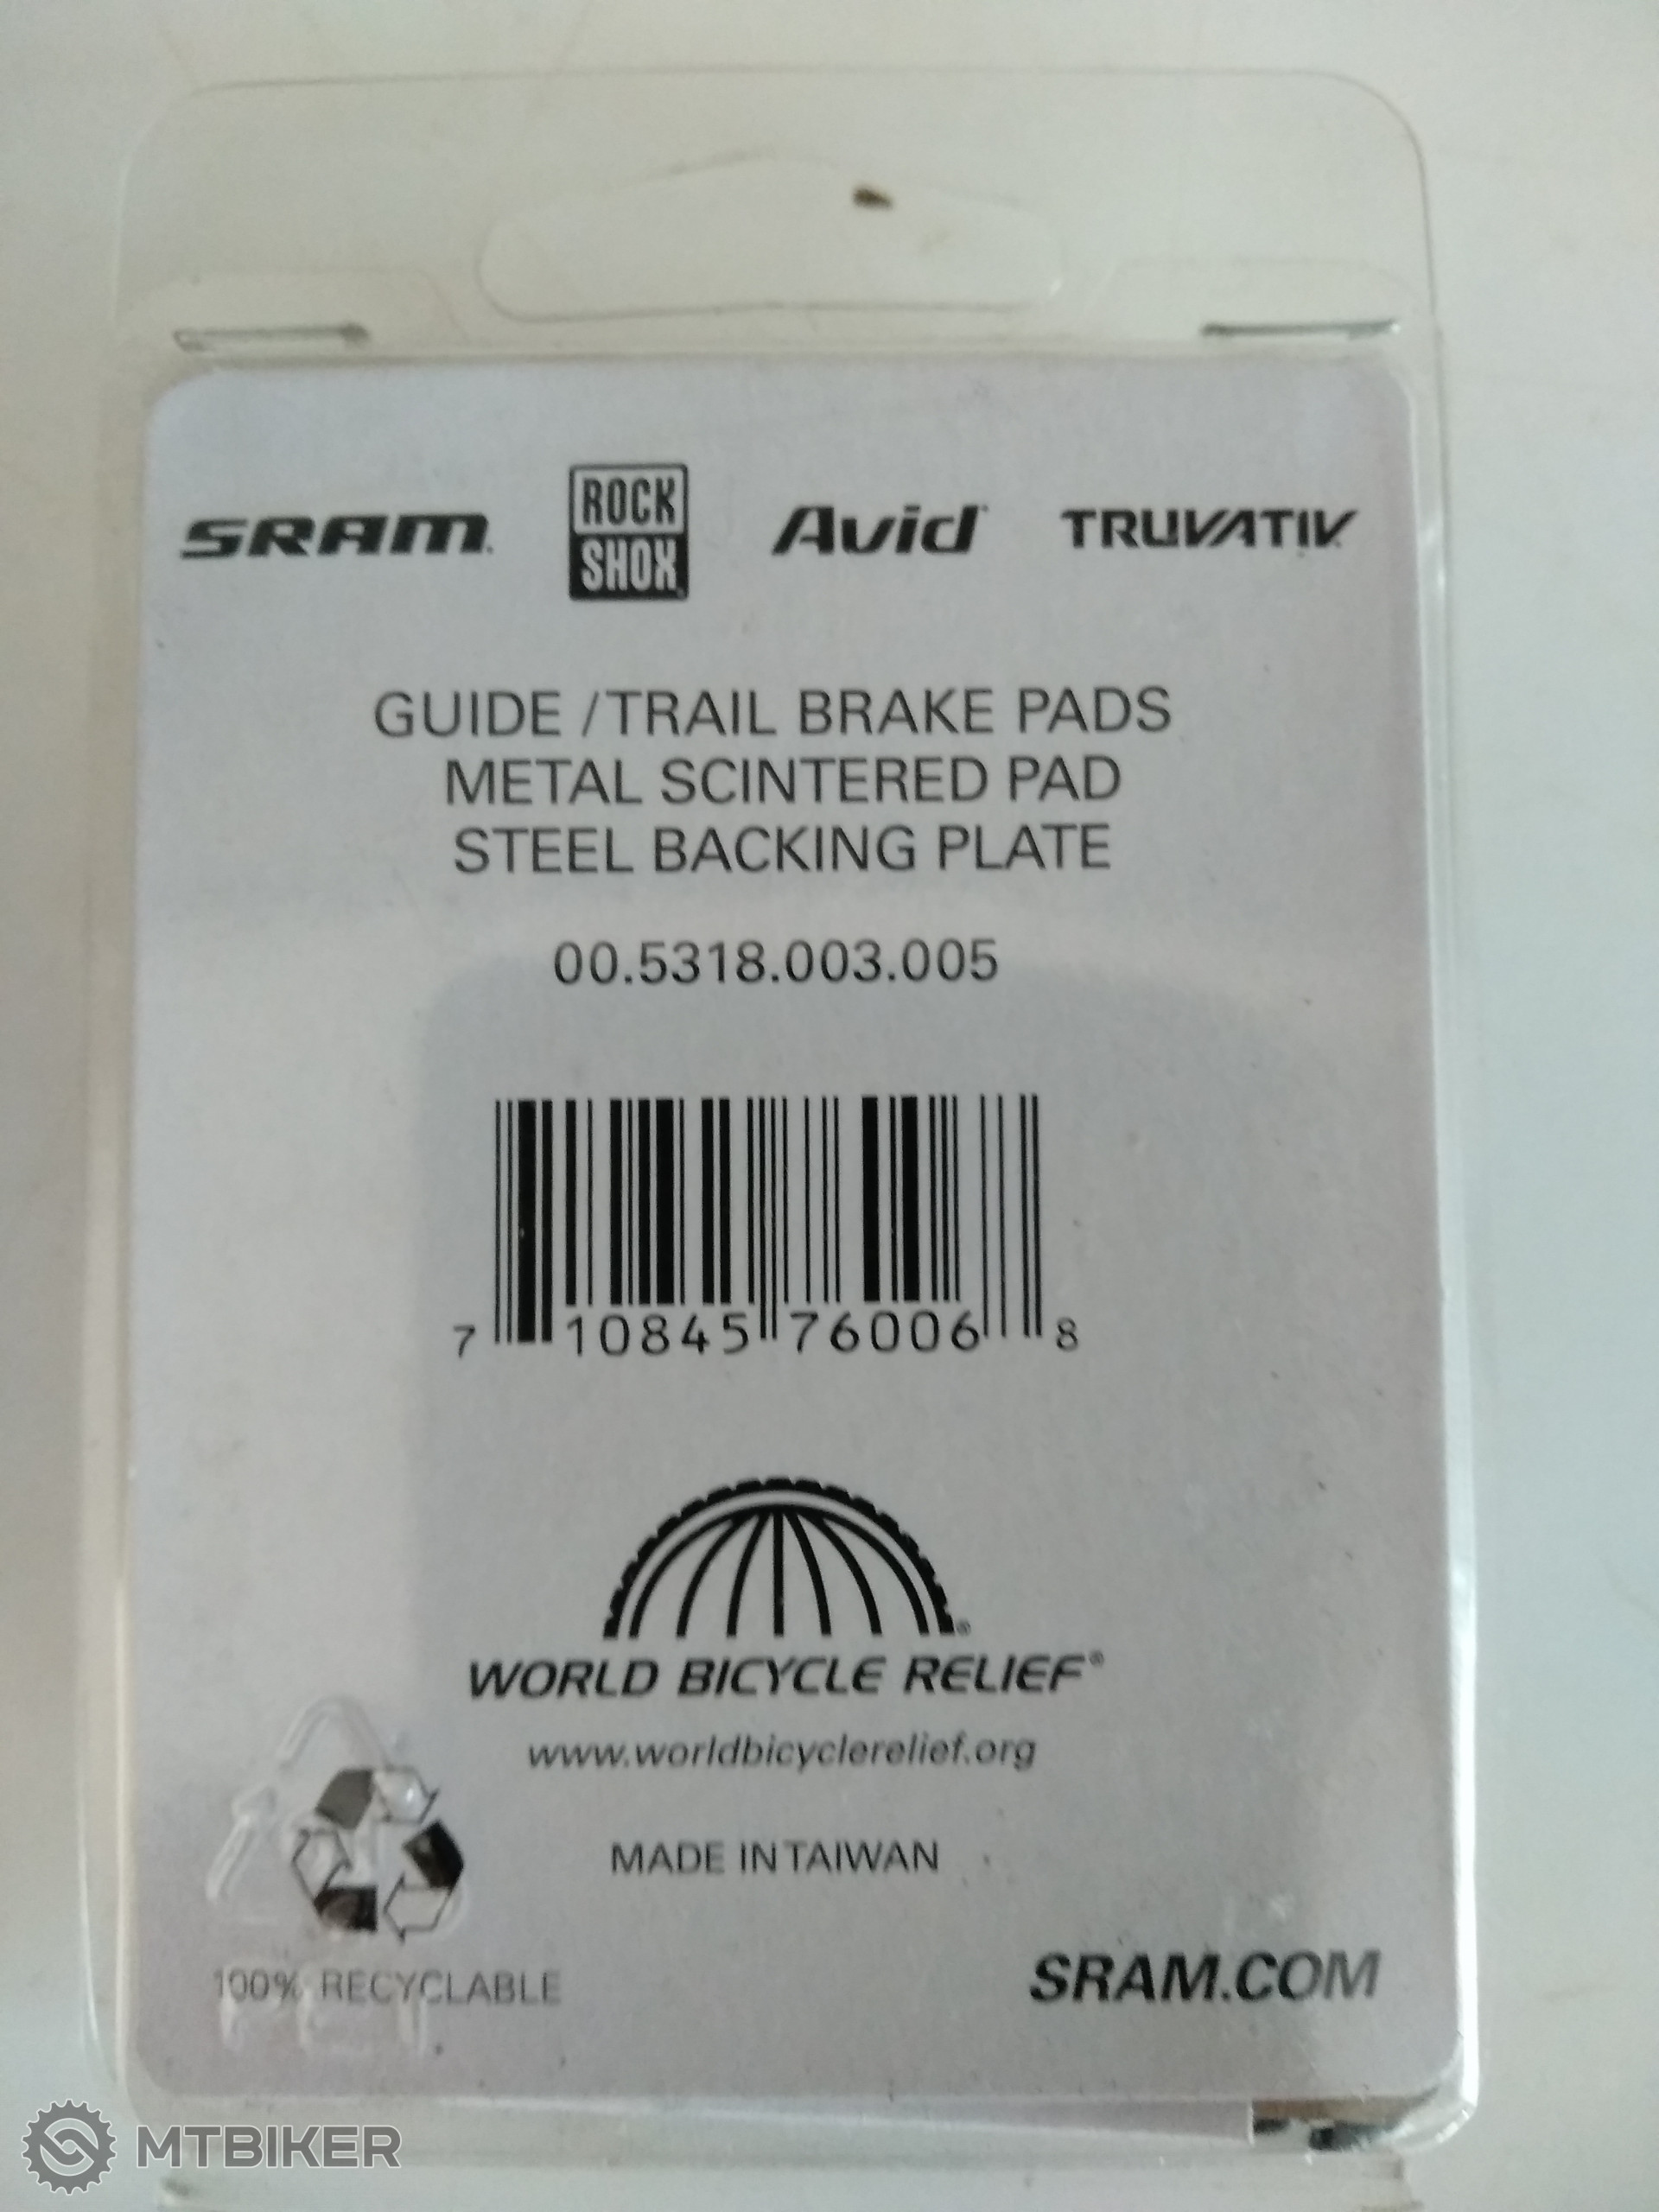 SRAM ROCK SHOX Avid TRUVATIV
GUIDE /TRAIL BRAKE PADS
METAL SCINTERED PAD
STEEL BACKING PLATE
00.5318.003.005
7 10845 76006 8
WORLD BICYCLE RELIEF®
www.worldbicyclerelief.org
MADE IN TAIWAN
100% RECYCLABLE
PET
SRAM.COM
MTBIKER